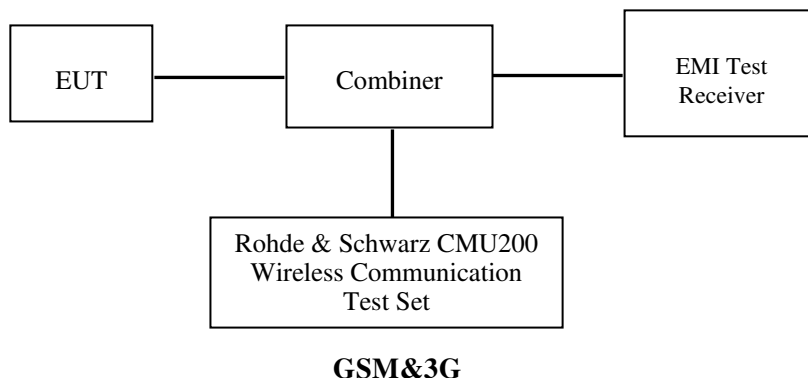 EUT
Combiner
EMI Test
Receiver
Rohde & Schwarz CMU200
Wireless Communication
Test Set
GSM&3G